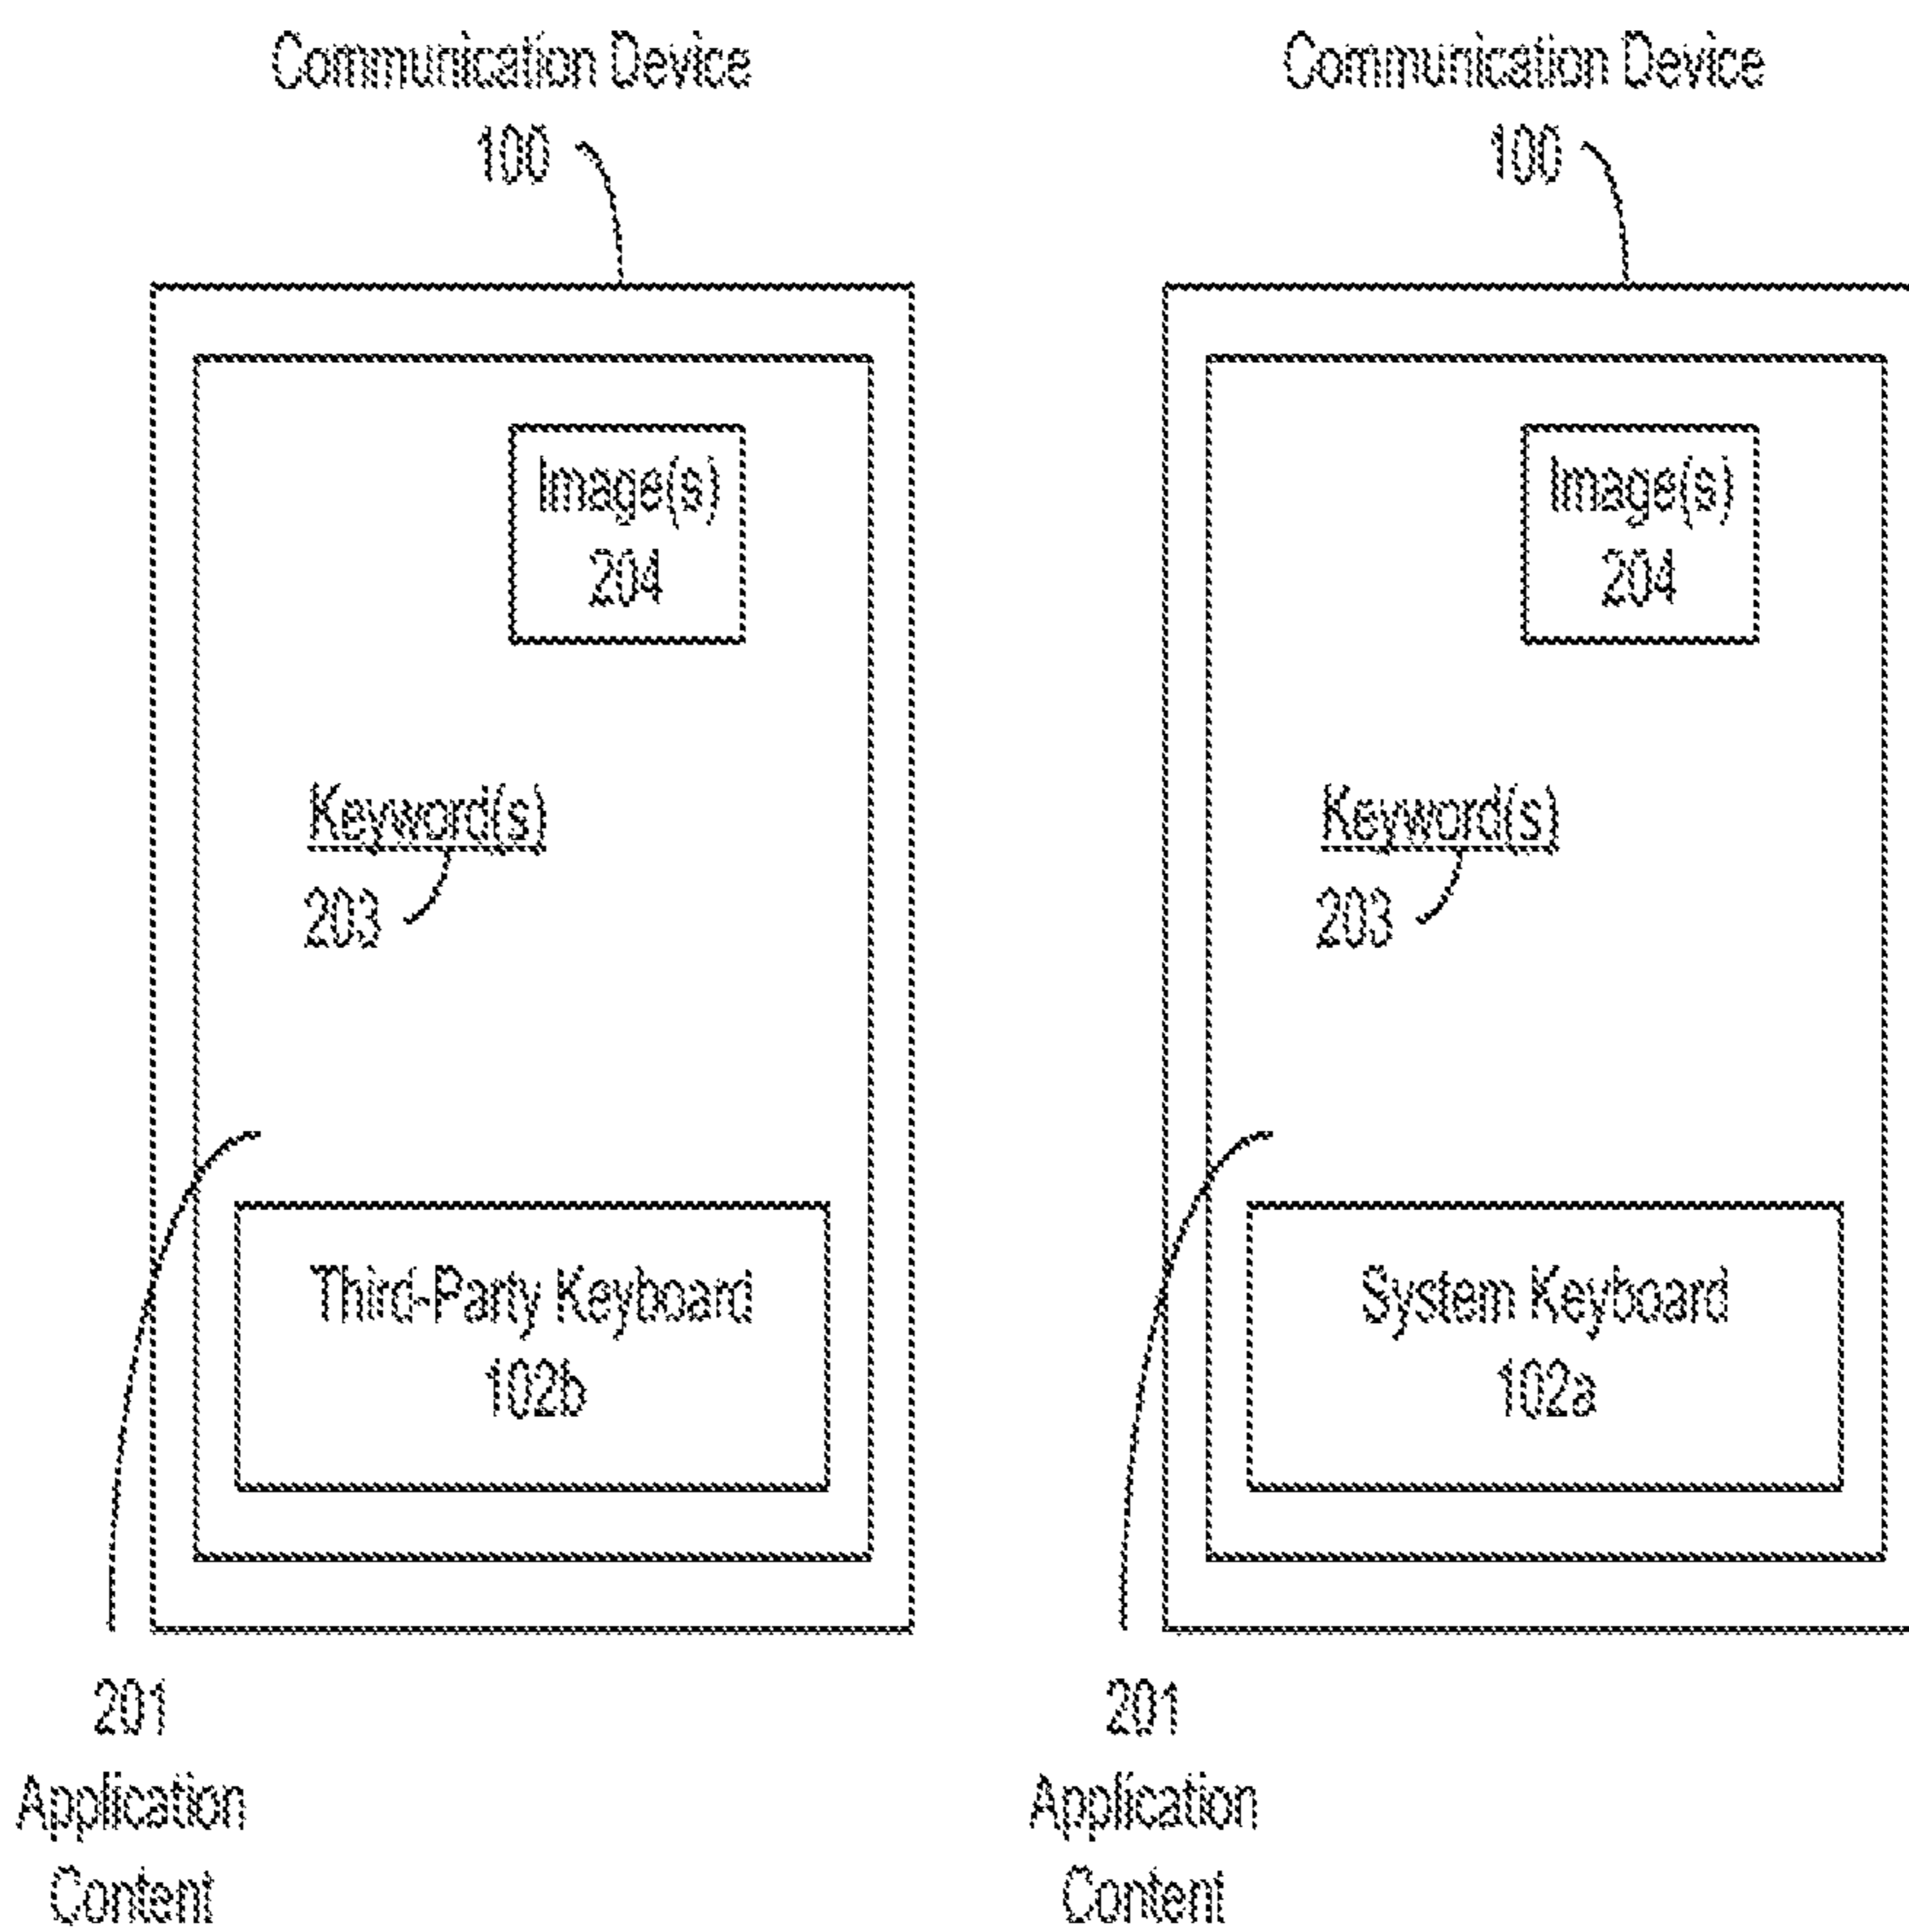 Communication Device
100
Image(s)
204
Keyword(s)
203
Third-Party Keyboard
102b
201
Application
Content
Communication Device
100
Image(s)
204
Keyword(s)
203
System Keyboard
102a
201
Application
Content